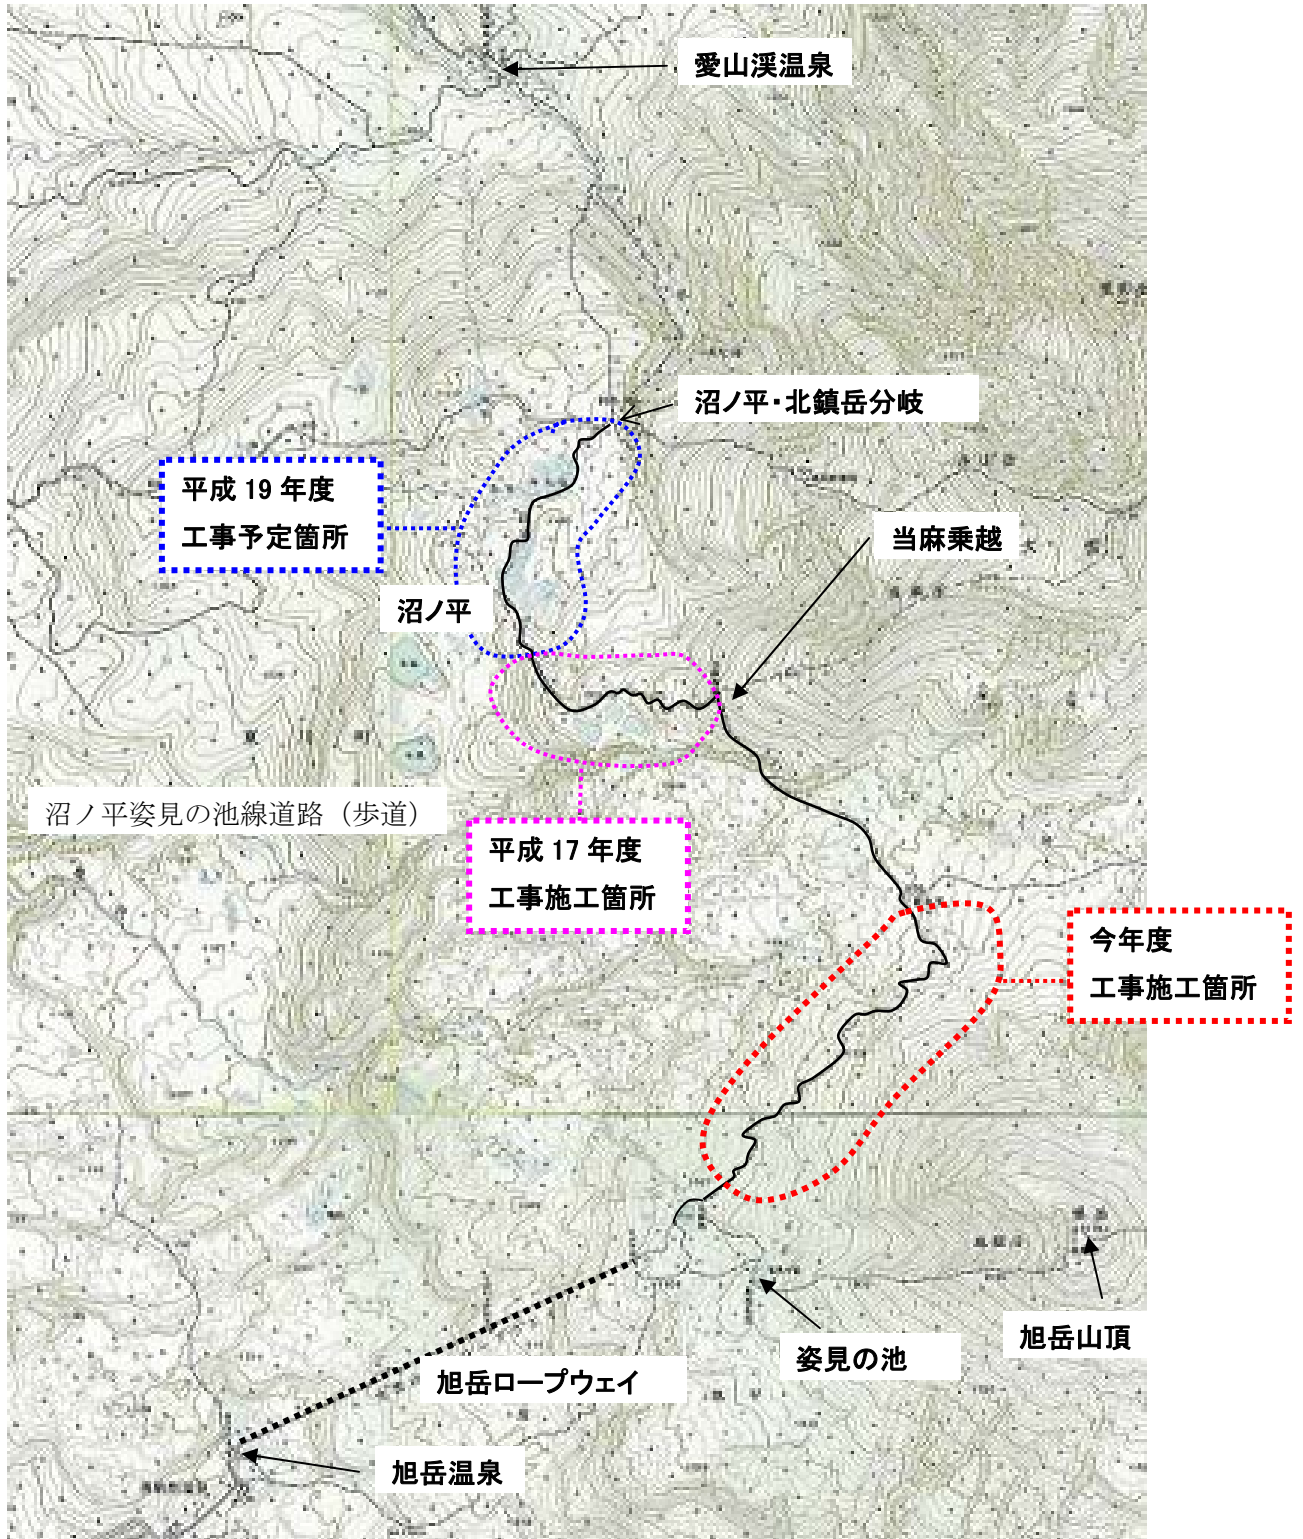 愛山渓温泉
沼ノ平・北鎮岳分岐
平成 19 年度
工事予定箇所
当麻乗越
沼ノ平
沼ノ平姿見の池線道路（歩道）
平成 17 年度
工事施工箇所
今年度
工事施工箇所
旭岳山頂
姿見の池
旭岳ロープウェイ
旭岳温泉